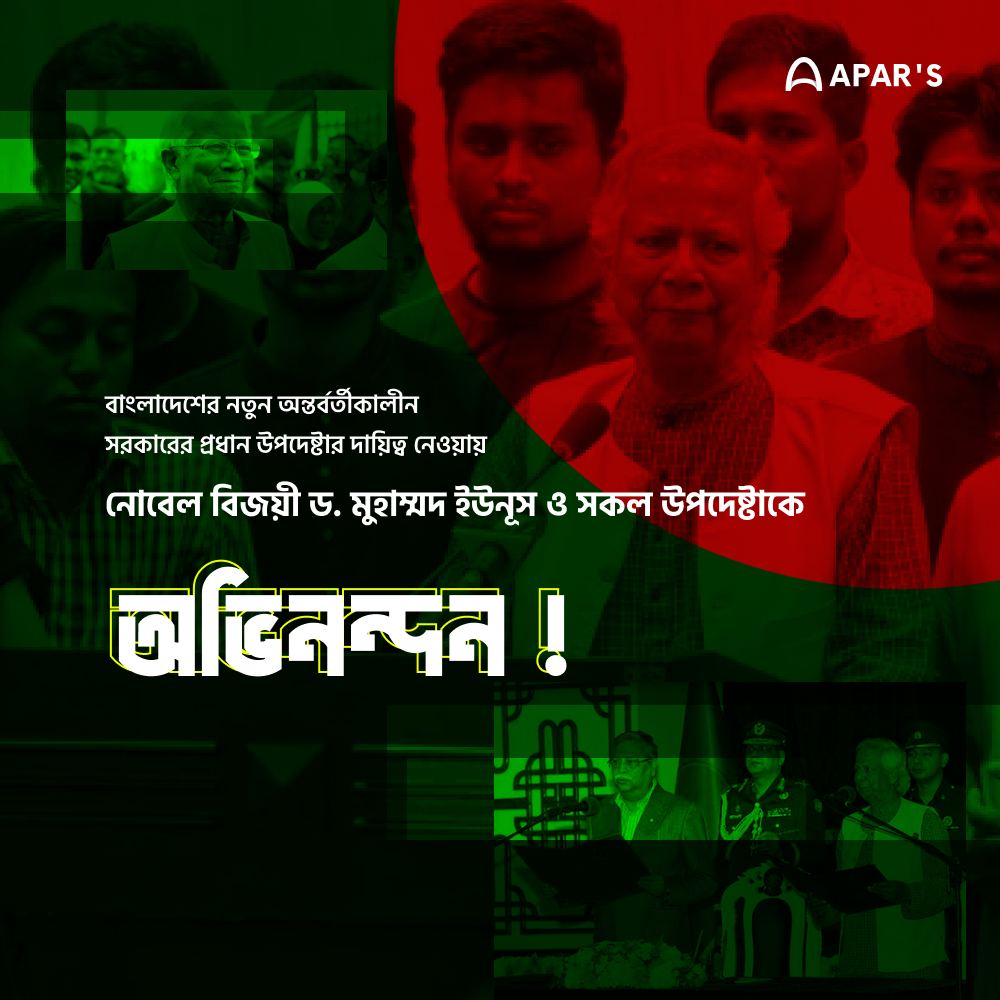 APAR'S
বাংলাদেশের নতুন অন্তর্বর্তীকালীন
সরকারের প্রধান উপদেষ্টার দায়িত্ব নেওয়ায়
নোবেল বিজয়ী ড. মুহাম্মদ ইউনূস ও সকল উপদেষ্টাকে
অভিনন্দন !